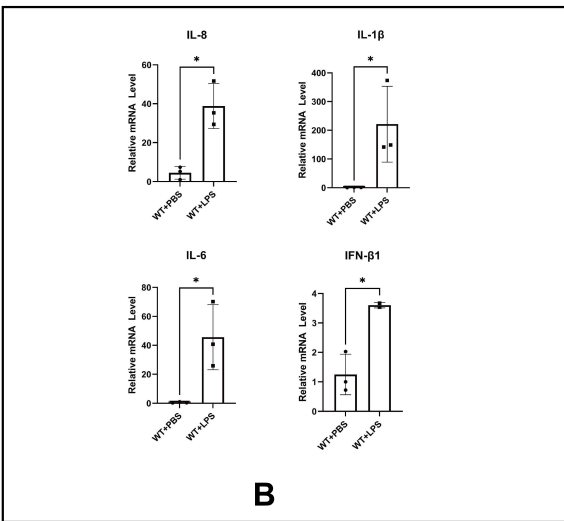 IL-8
Relative mRNA Level
60
40
20
0
*
WT+PBS
WT+LPS
IL-1β
Relative mRNA Level
400
300
200
100
0
*
WT+PBS
WT+LPS
IL-6
Relative mRNA Level
80
60
40
20
0
*
WT+PBS
WT+LPS
IFN-β1
Relative mRNA Level
4
3
2
1
0
*
WT+PBS
WT+LPS
B